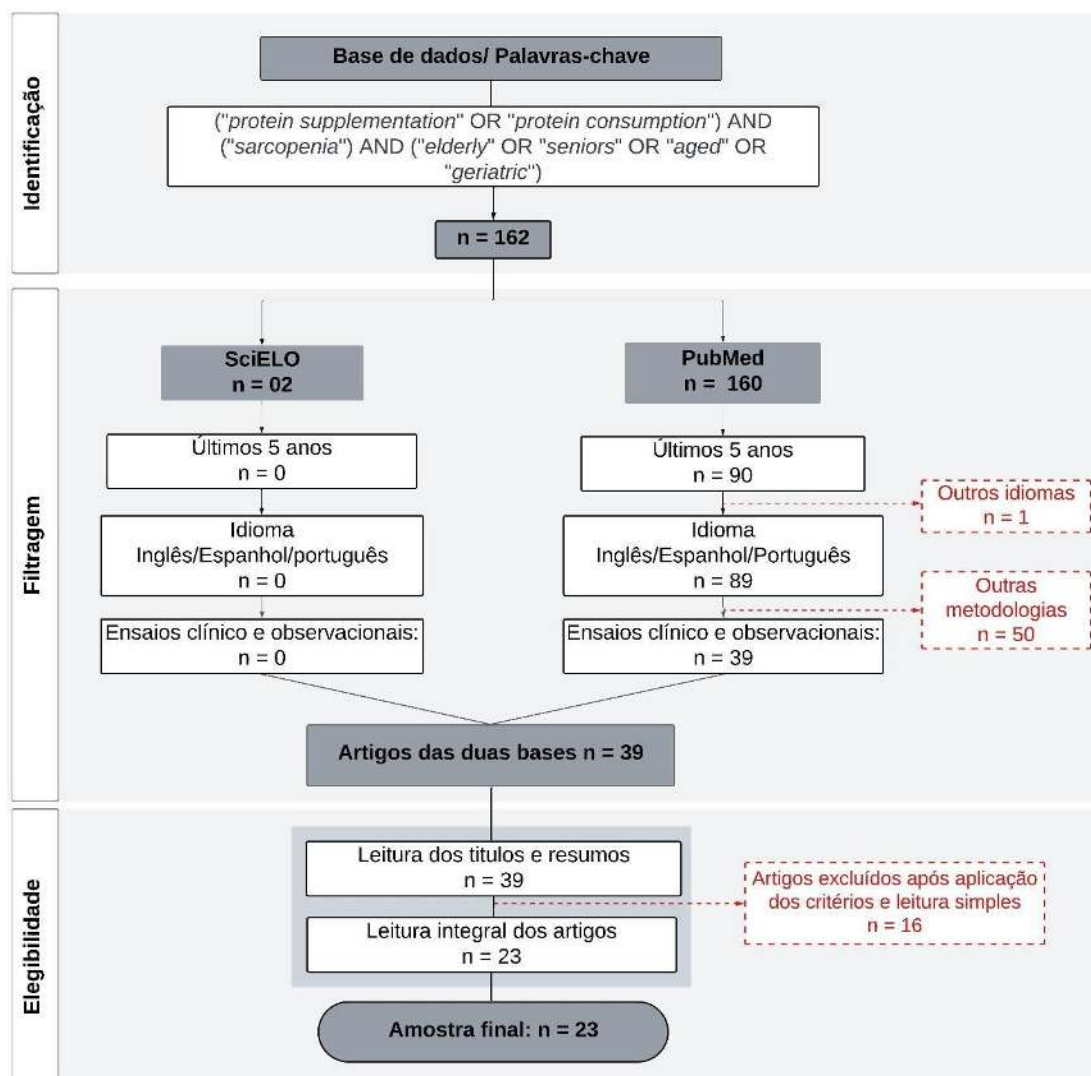 Identificação
Base de dados/ Palavras-chave
("protein supplementation" OR "protein consumption") AND
("sarcopenia") AND ("elderly" OR "seniors" OR "aged" OR
"geriatric")
n = 162
Filtragem
SciELO
n = 02
PubMed
n = 160
Últimos 5 anos
n = 0
Últimos 5 anos
n = 90
Outros idiomas
n = 1
Idioma
Inglês/Espanhol/português
n = 0
Idioma
Inglês/Espanhol/Português
n = 89
Outras
metodologias
n = 50
Ensaios clínico e observacionais:
n = 0
Ensaios clínico e observacionais:
n = 39
Artigos das duas bases n = 39
Elegibilidade
Leitura dos titulos e resumos
n = 39
Artigos excluídos após aplicação
dos critérios e leitura simples
n = 16
Leitura integral dos artigos
n = 23
Amostra final: n = 23